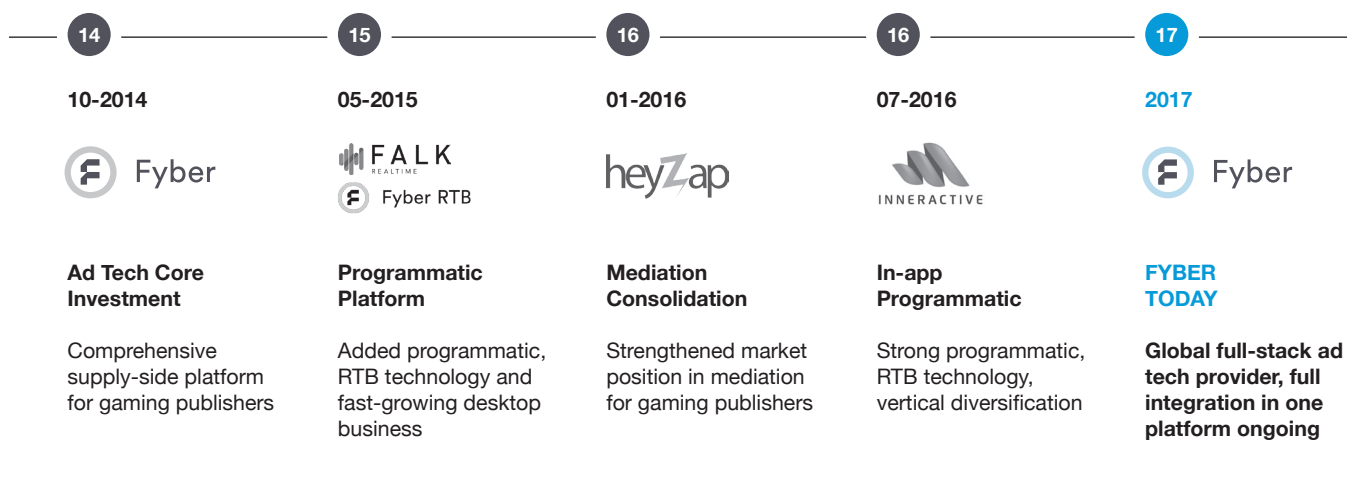 14
10-2014
Fyber
Ad Tech Core
Investment
Comprehensive
supply-side platform
for gaming publishers
15
05-2015
FALK
REALTIME
Fyber RTB
Programmatic
Platform
Added programmatic,
RTB technology and
fast-growing desktop
business
16
01-2016
heyZap
Mediation
Consolidation
Strengthened market
position in mediation
for gaming publishers
16
07-2016
INNERACTIVE
In-app
Programmatic
Strong programmatic,
RTB technology,
vertical diversification
17
2017
Fyber
FYBER
TODAY
Global full-stack ad
tech provider, full
integration in one
platform ongoing